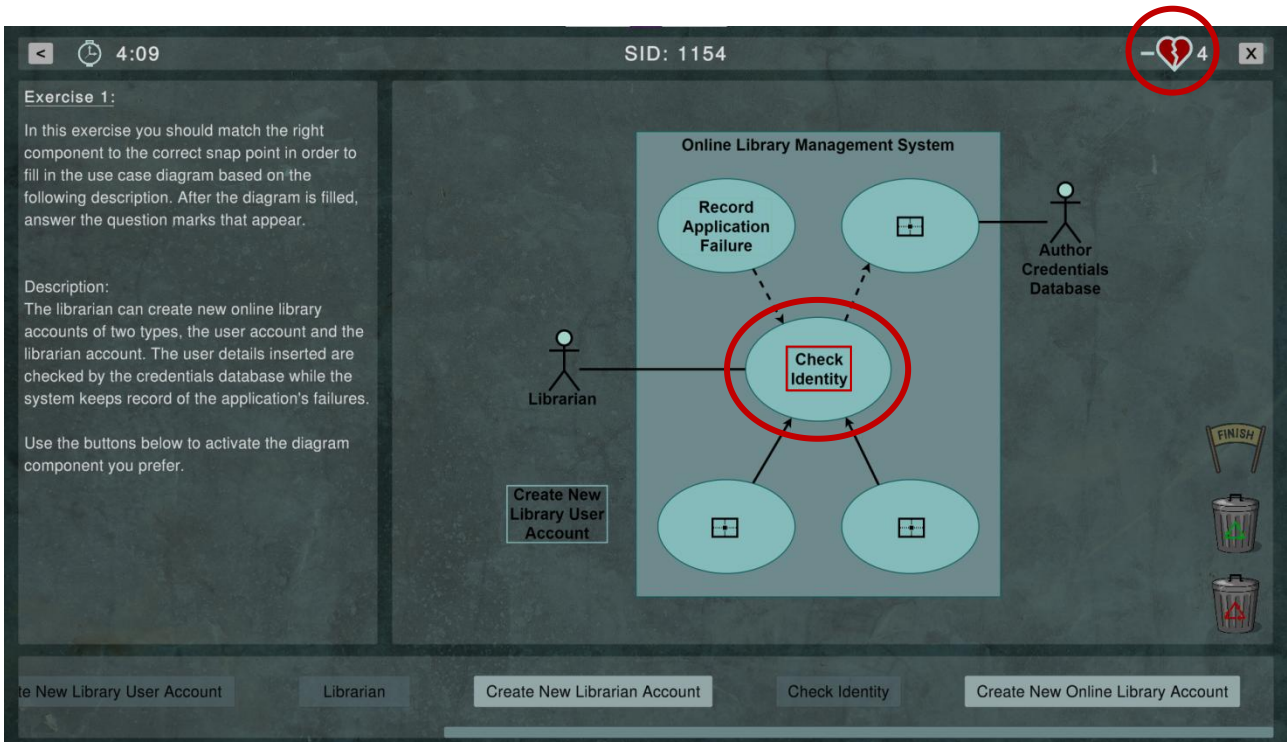 <
4:09
SID: 1154
4
X
Exercise 1:
In this exercise you should match the right
component to the correct snap point in order to
fill in the use case diagram based on the
following description. After the diagram is filled,
answer the question marks that appear.
Description:
The librarian can create new online library
accounts of two types, the user account and the
librarian account. The user details inserted are
checked by the credentials database while the
system keeps record of the application's failures.
Use the buttons below to activate the diagram
component you prefer.
Online Library Management System
Record
Application
Failure
Author
Credentials
Database
Check
Identity
Librarian
Create New
Library User
Account
FINISH
te New Library User Account
Librarian
Create New Librarian Account
Check Identity
Create New Online Library Account